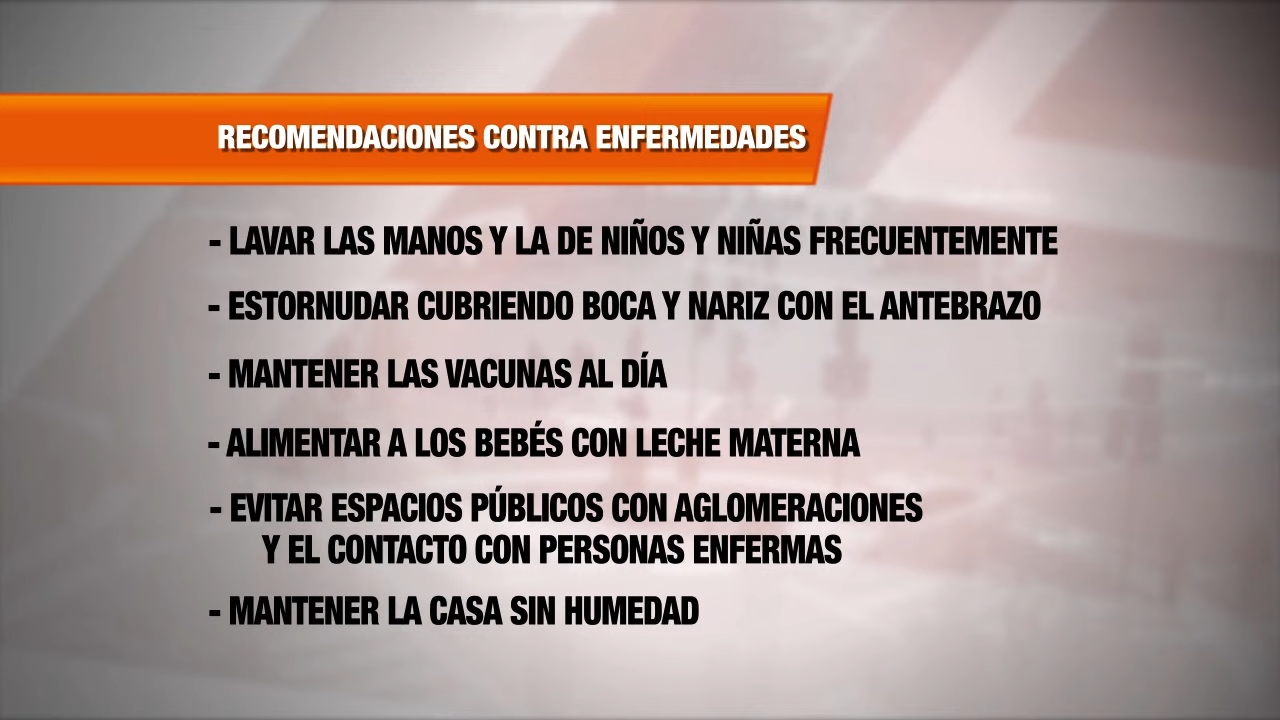 RECOMENDACIONES CONTRA ENFERMEDADES
- LAVAR LAS MANOS Y LA DE NIÑOS Y NIÑAS FRECUENTEMENTE
- ESTORNUDAR CUBRIENDO BOCA Y NARIZ CON EL ANTEBRAZO
- MANTENER LAS VACUNAS AL DÍA
- ALIMENTAR A LOS BEBÉS CON LECHE MATERNA
- EVITAR ESPACIOS PÚBLICOS CON AGLOMERACIONES
Y EL CONTACTO CON PERSONAS ENFERMAS
- MANTENER LA CASA SIN HUMEDAD